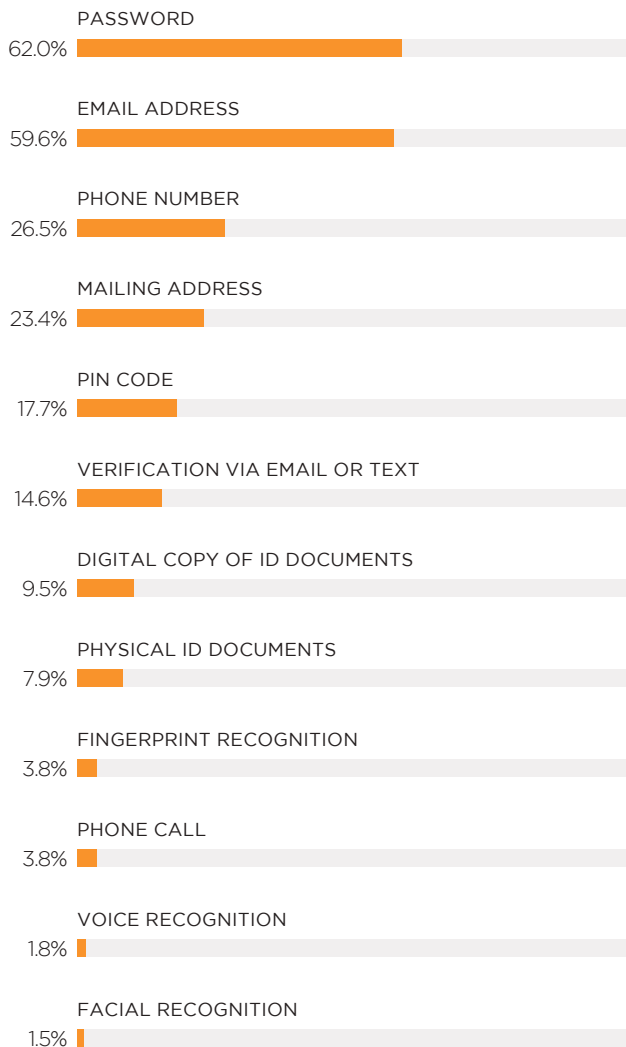 PASSWORD
62.0%
EMAIL ADDRESS
59.6%
PHONE NUMBER
26.5%
MAILING ADDRESS
23.4%
PIN CODE
17.7%
VERIFICATION VIA EMAIL OR TEXT
14.6%
DIGITAL COPY OF ID DOCUMENTS
9.5%
PHYSICAL ID DOCUMENTS
7.9%
FINGERPRINT RECOGNITION
3.8%
PHONE CALL
3.8%
VOICE RECOGNITION
1.8%
FACIAL RECOGNITION
1.5%